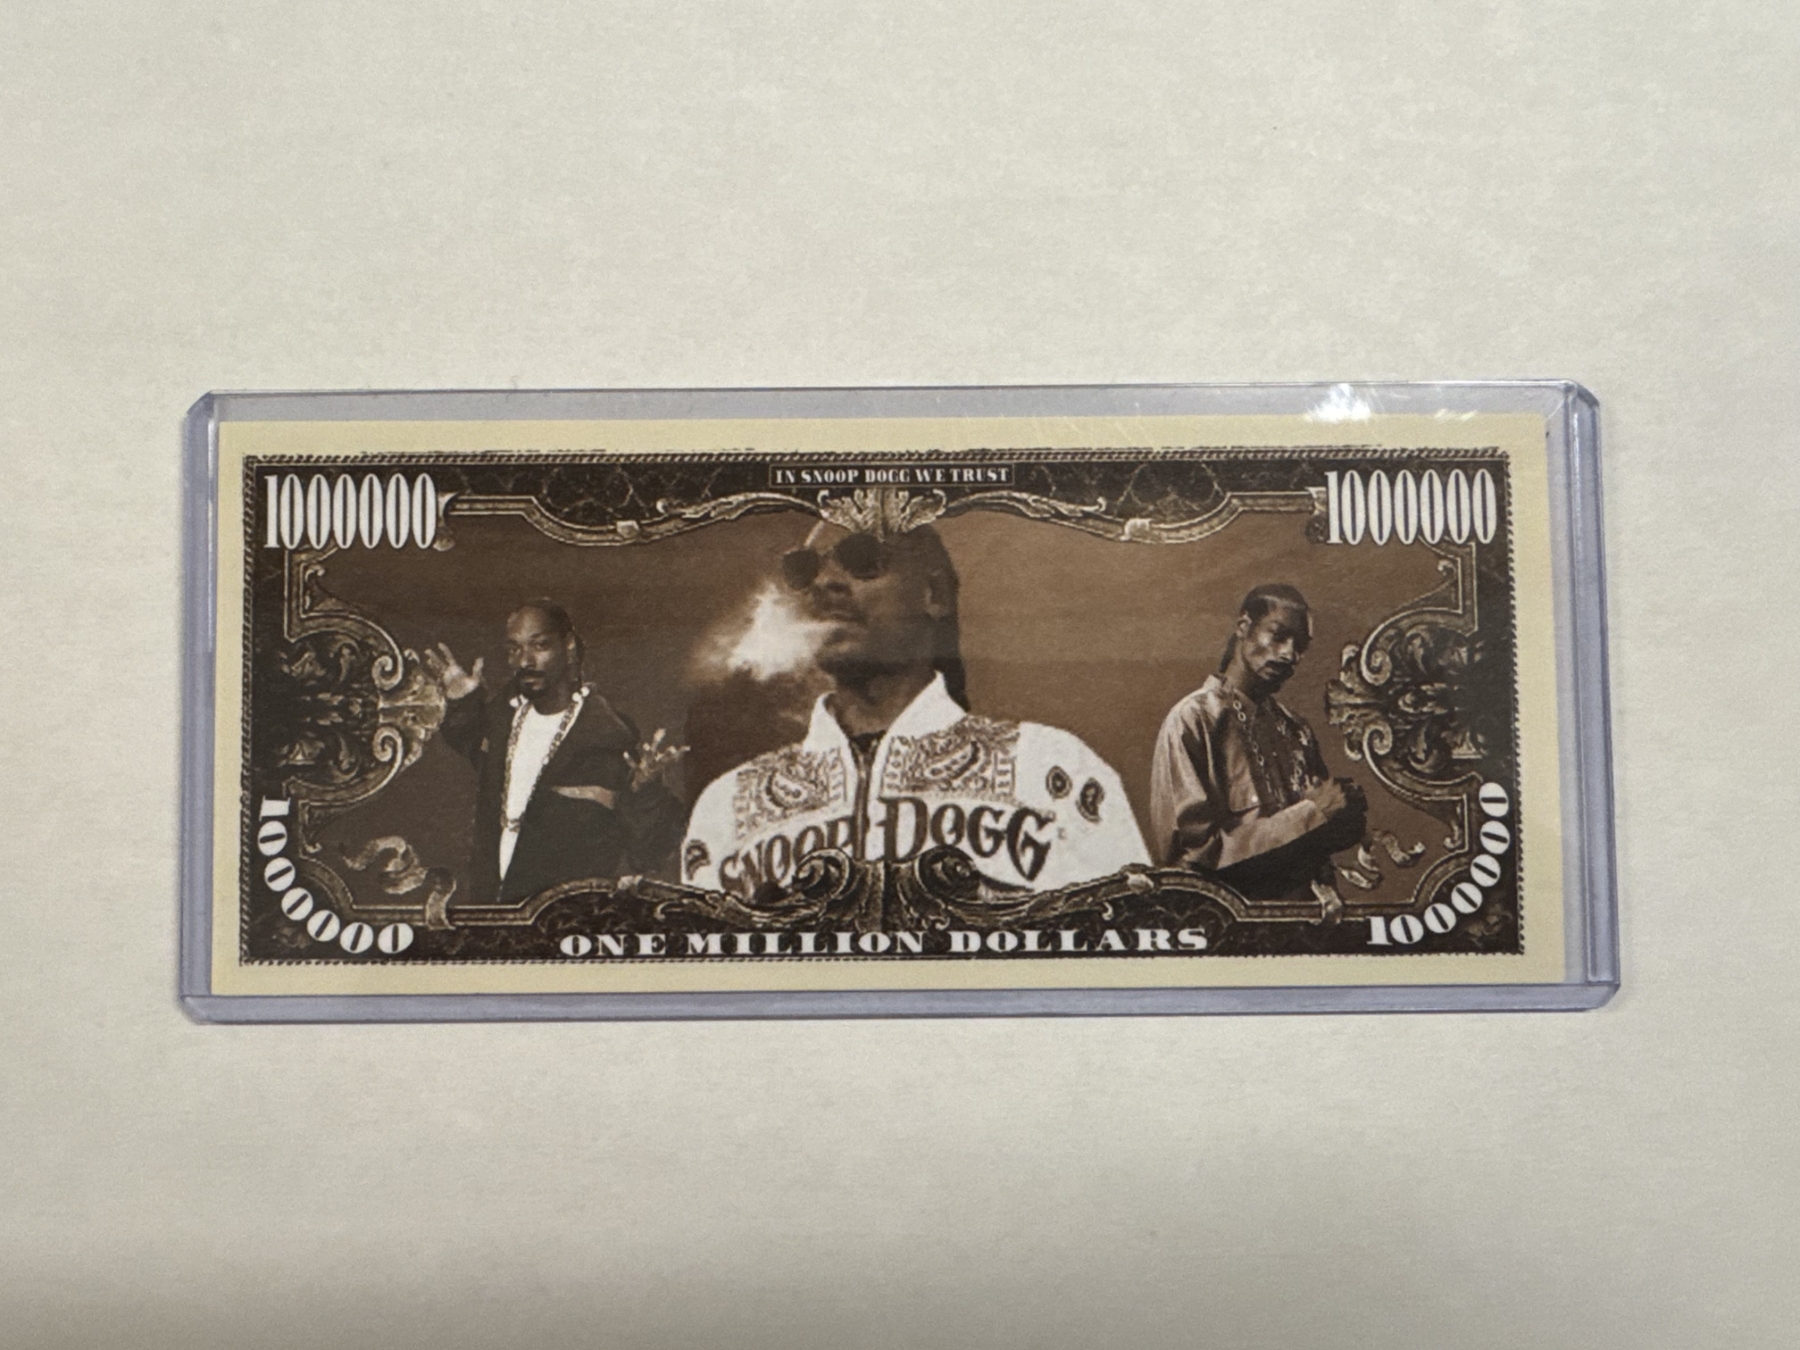 IN SNOOP DOGG WE TRUST
1000000
1000000
SNOOP DOGG
1000000
ONE MILLION DOLLARS
1000000